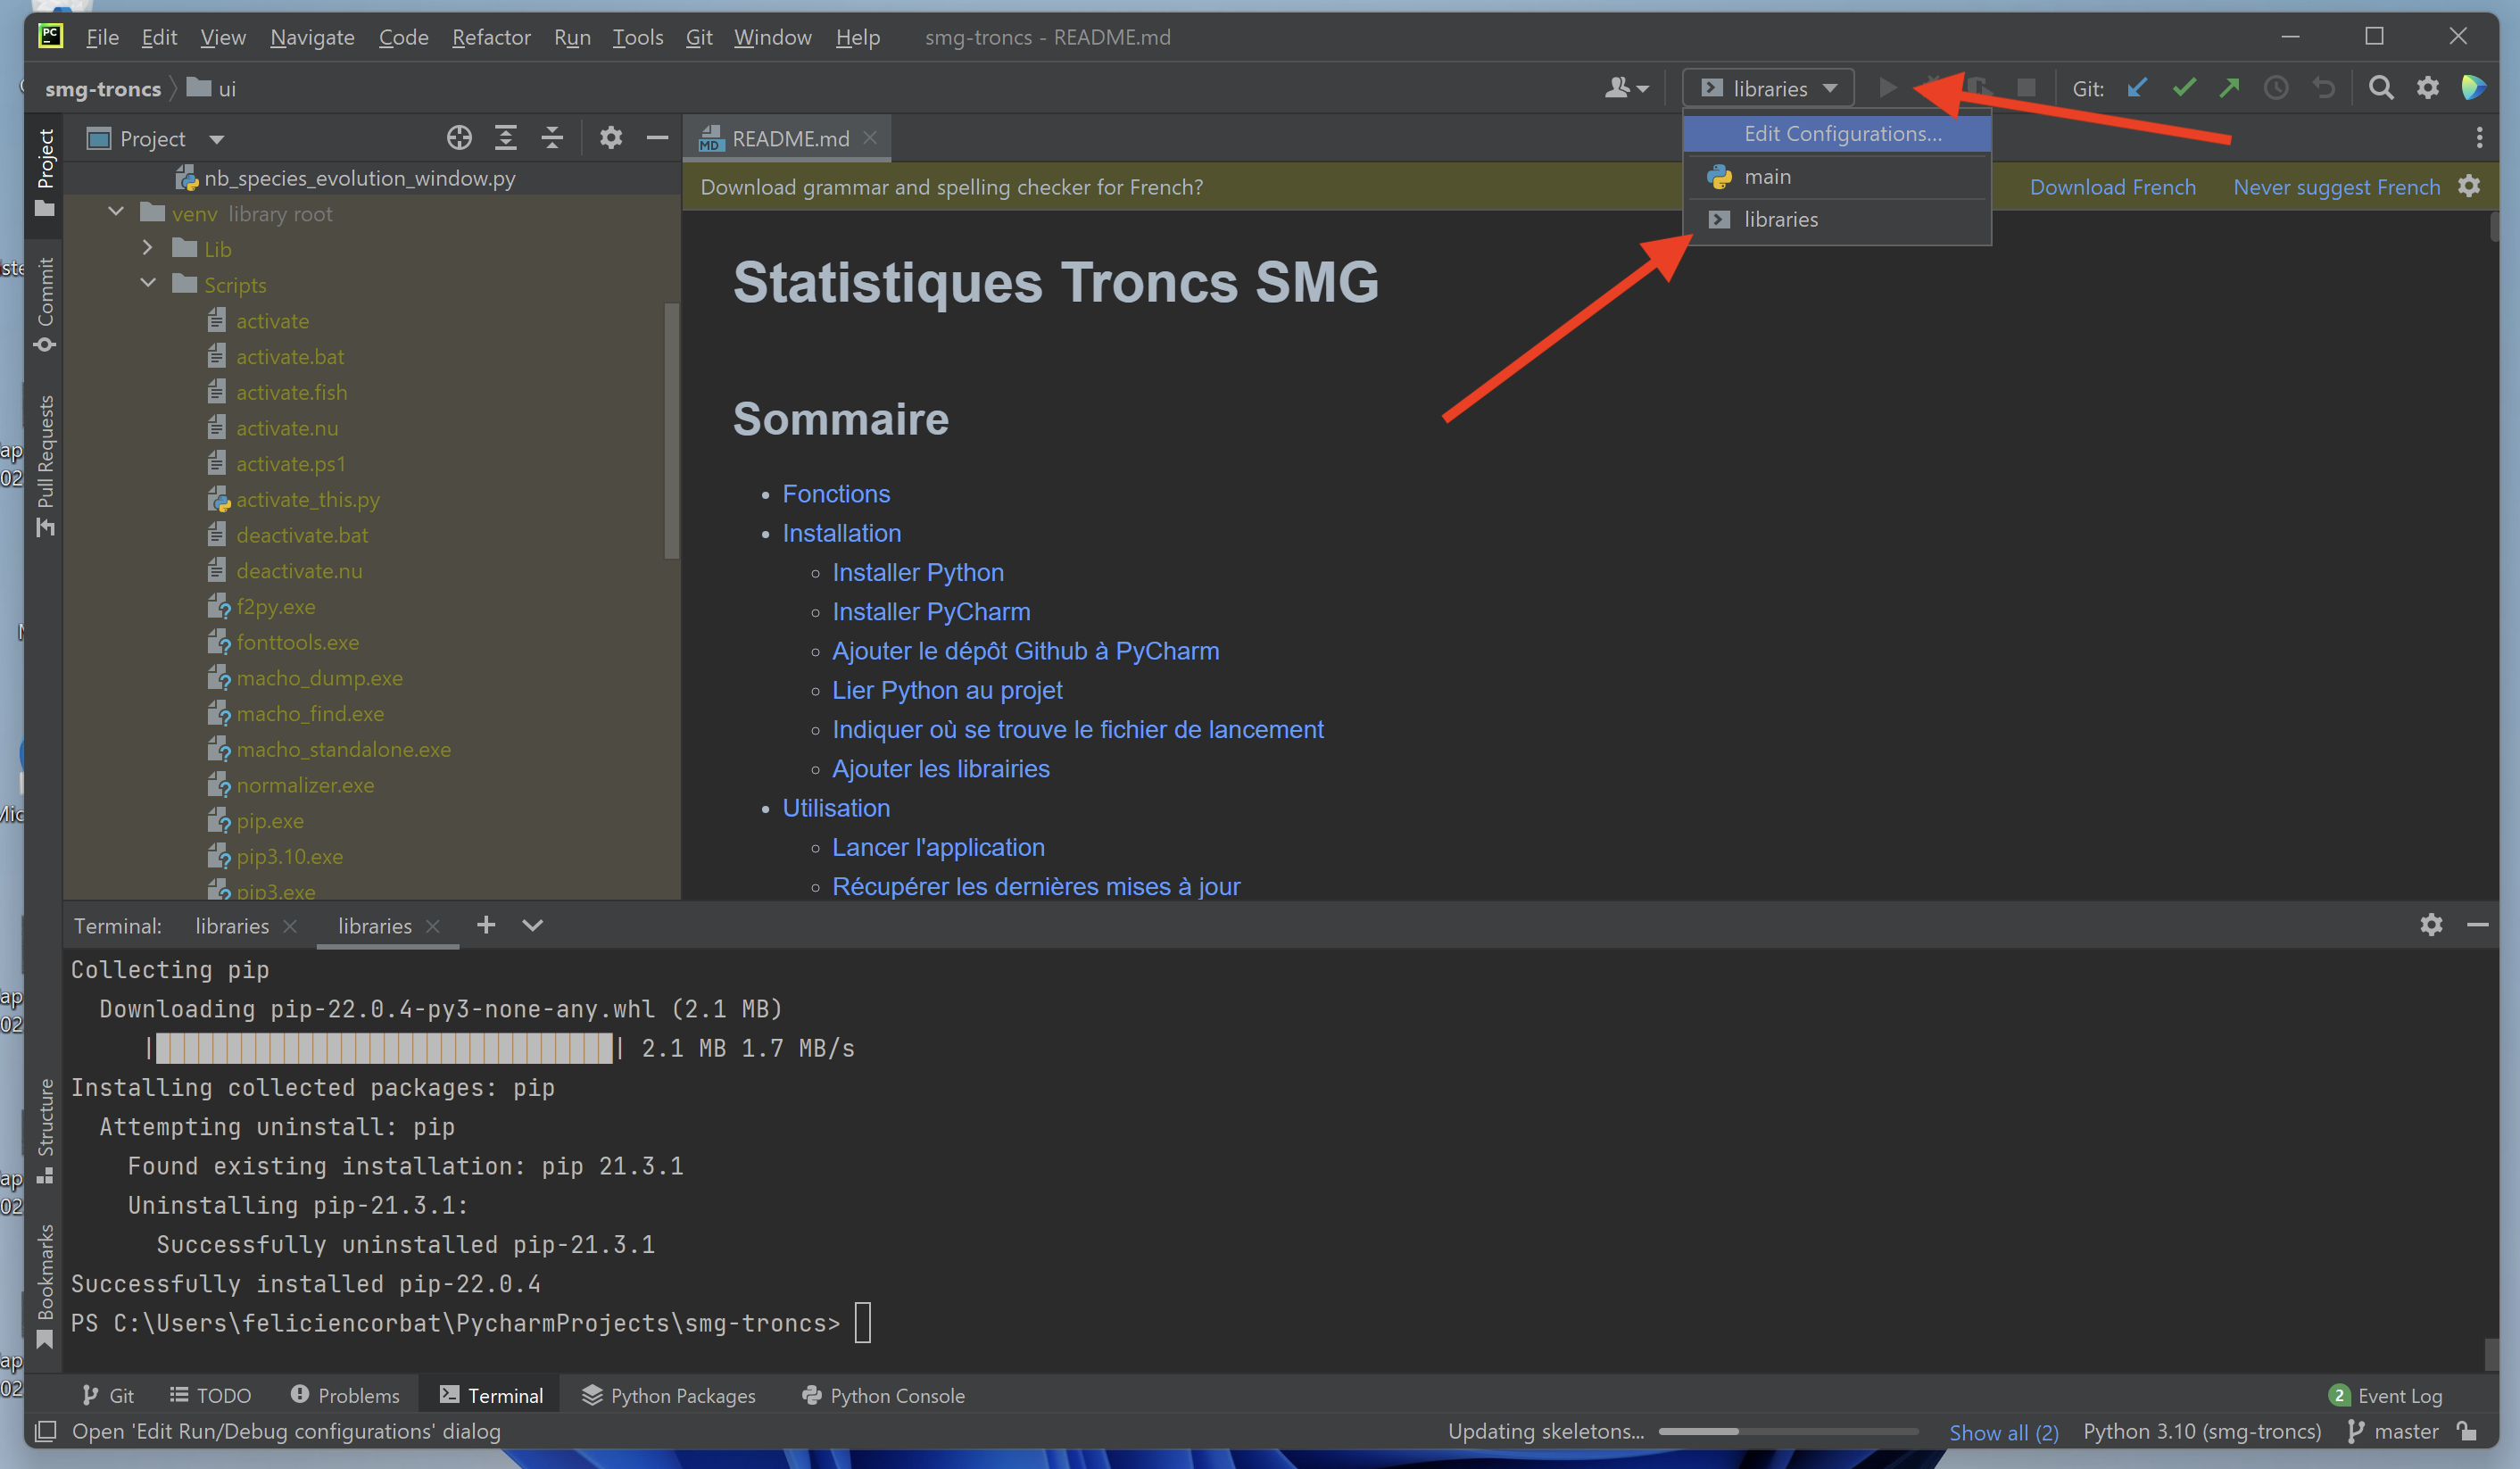 PC
File Edit View Navigate Code Refactor Run Tools Git Window Help smg-troncs - README.md
smg-troncs ui
libraries
Git:
Edit Configurations...
main
libraries
Project
README.md
Download grammar and spelling checker for French? Download French Never suggest French
Project
Commit
Pull Requests
Structure
Bookmarks
nb_species_evolution_window.py
venv library root
Lib
Scripts
activate
activate.bat
activate.fish
activate.nu
activate.ps1
activate_this.py
deactivate.bat
deactivate.nu
f2py.exe
fonttools.exe
macho_dump.exe
macho_find.exe
macho_standalone.exe
normalizer.exe
pip.exe
pip3.10.exe
pip3.exe
Statistiques Troncs SMG
Sommaire
Fonctions
Installation
Installer Python
Installer PyCharm
Ajouter le dépôt Github à PyCharm
Lier Python au projet
Indiquer où se trouve le fichier de lancement
Ajouter les librairies
Utilisation
Lancer l'application
Récupérer les dernières mises à jour
Terminal: libraries libraries
Collecting pip
Downloading pip-22.0.4-py3-none-any.whl (2.1 MB)
2.1 MB 1.7 MB/s
Installing collected packages: pip
Attempting uninstall: pip
Found existing installation: pip 21.3.1
Uninstalling pip-21.3.1:
Successfully uninstalled pip-21.3.1
Successfully installed pip-22.0.4
PS C:\Users\feliciencorbat\PycharmProjects\smg-troncs>
Git TODO Problems Terminal Python Packages Python Console 2 Event Log
Open 'Edit Run/Debug configurations' dialog Updating skeletons... Show all (2) Python 3.10 (smg-troncs) master